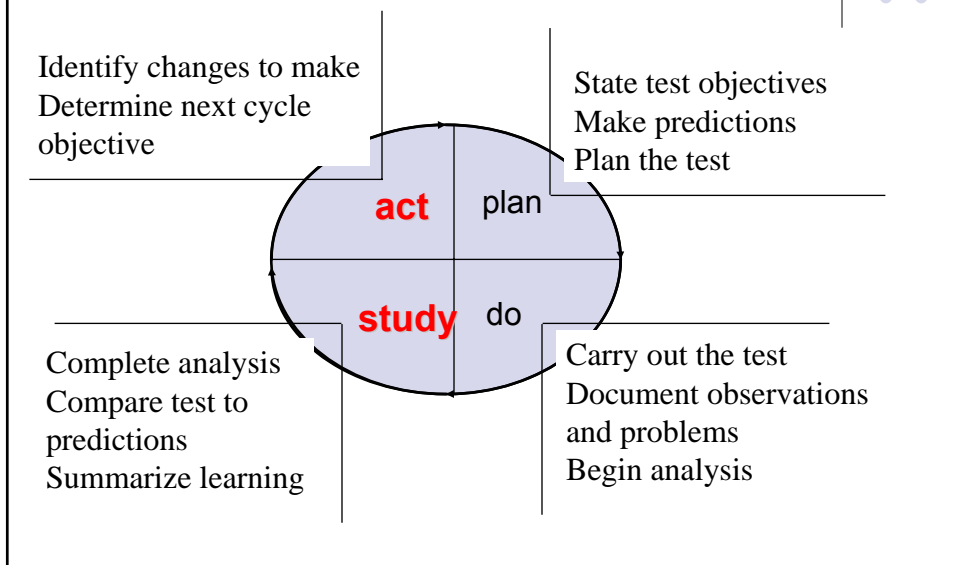 Identify changes to make
Determine next cycle
objective
State test objectives
Make predictions
Plan the test
act
plan
study
do
Complete analysis
Compare test to
predictions
Summarize learning
Carry out the test
Document observations
and problems
Begin analysis